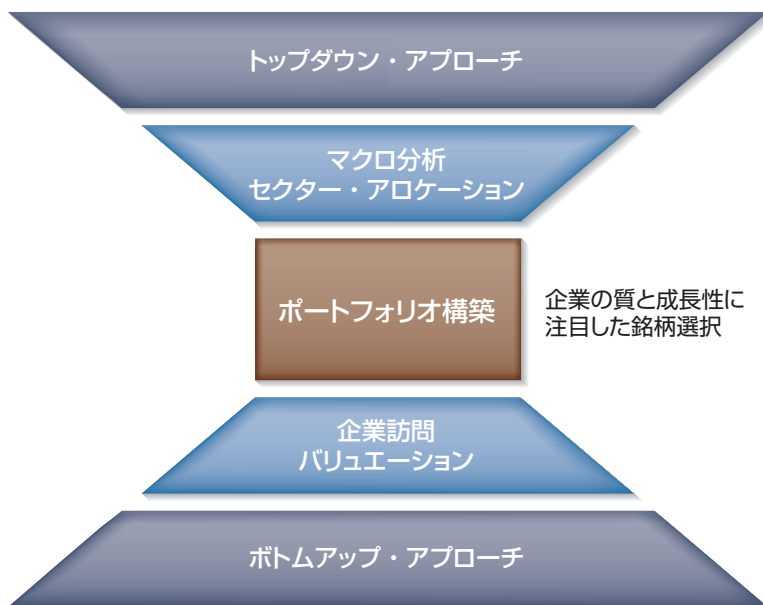 トップダウン・アプローチ
マクロ分析
セクター・アロケーション
ポートフォリオ構築
企業の質と成長性に
注目した銘柄選択
企業訪問
バリュエーション
ボトムアップ・アプローチ